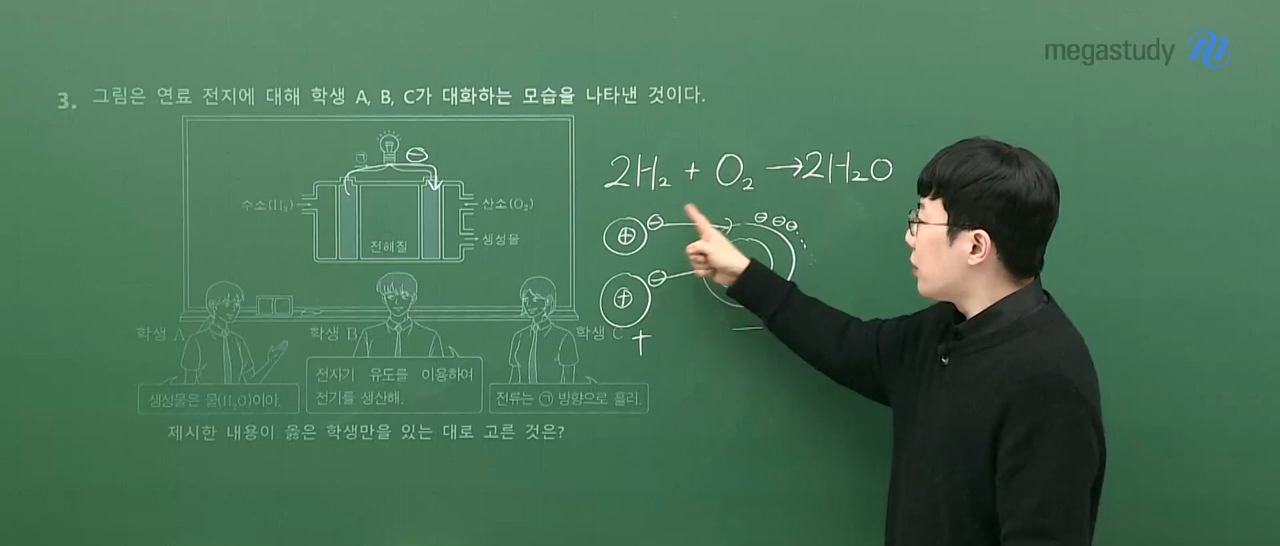 megastudy
3. 그림은 연료 전지에 대해 학생 A, B, C가 대화하는 모습을 나타낸 것이다.
㉠ ⊖
수소(H₂) 산소(O₂)
생성물
전해질
2H₂ + O₂ → 2H₂O
⊕ ⊖ ⊖ ⊖ ⊖
⊕ ⊖
+ —
학생 A 학생 B 학생 C
생성물은 물(H₂O)이야.
전자기 유도를 이용하여
전기를 생산해.
전류는 ㉠ 방향으로 흘러.
제시한 내용이 옳은 학생만을 있는 대로 고른 것은?